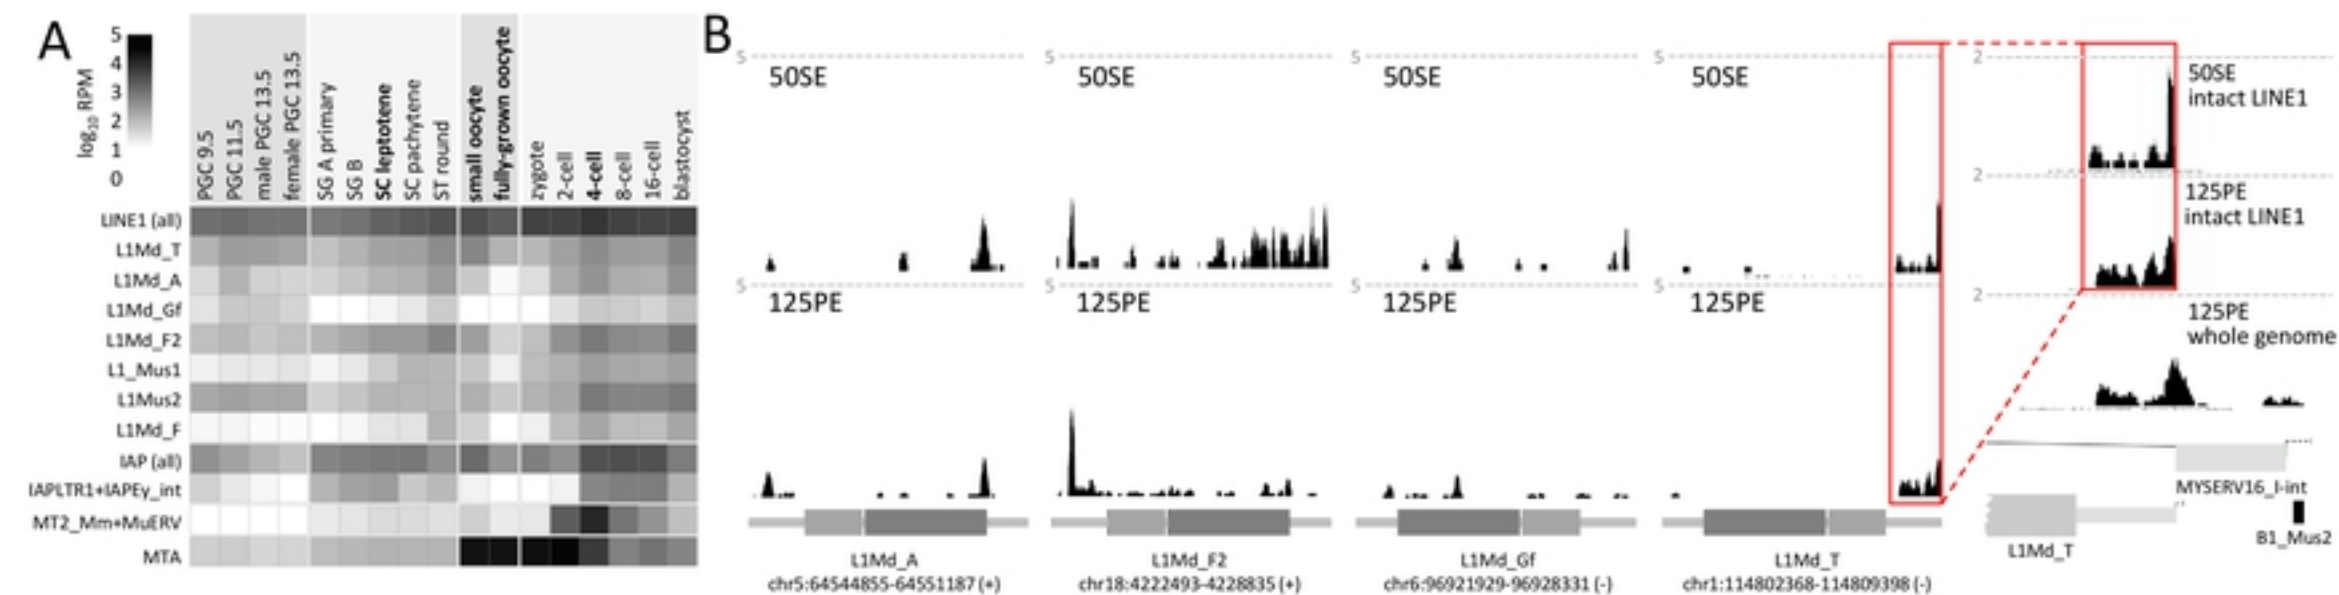 A
B
log10 RPM
5
4
3
2
1
0
PGC 9.5
PGC 11.5
male PGC 13.5
female PGC 13.5
SG A primary
SG B
SC leptotene
SC pachytene
ST round
small oocyte
fully-grown oocyte
zygote
2-cell
4-cell
8-cell
16-cell
blastocyst
LINE1 (all)
L1Md_T
L1Md_A
L1Md_Gf
L1Md_F2
L1_Mus1
L1Mus2
L1Md_F
IAP (all)
IAPLTR1+IAPEy_int
MT2_Mm+MuERV
MTA
5
50SE
5
50SE
5
50SE
5
50SE
5
125PE
5
125PE
5
125PE
5
125PE
L1Md_A
chr5:64544855-64551187 (+)
L1Md_F2
chr18:4222493-4228835 (+)
L1Md_Gf
chr6:96921929-96928331 (-)
L1Md_T
chr1:114802368-114809398 (-)
2
50SE
intact LINE1
2
125PE
intact LINE1
2
125PE
whole genome
MYSERV16_I-int
L1Md_T
B1_Mus2